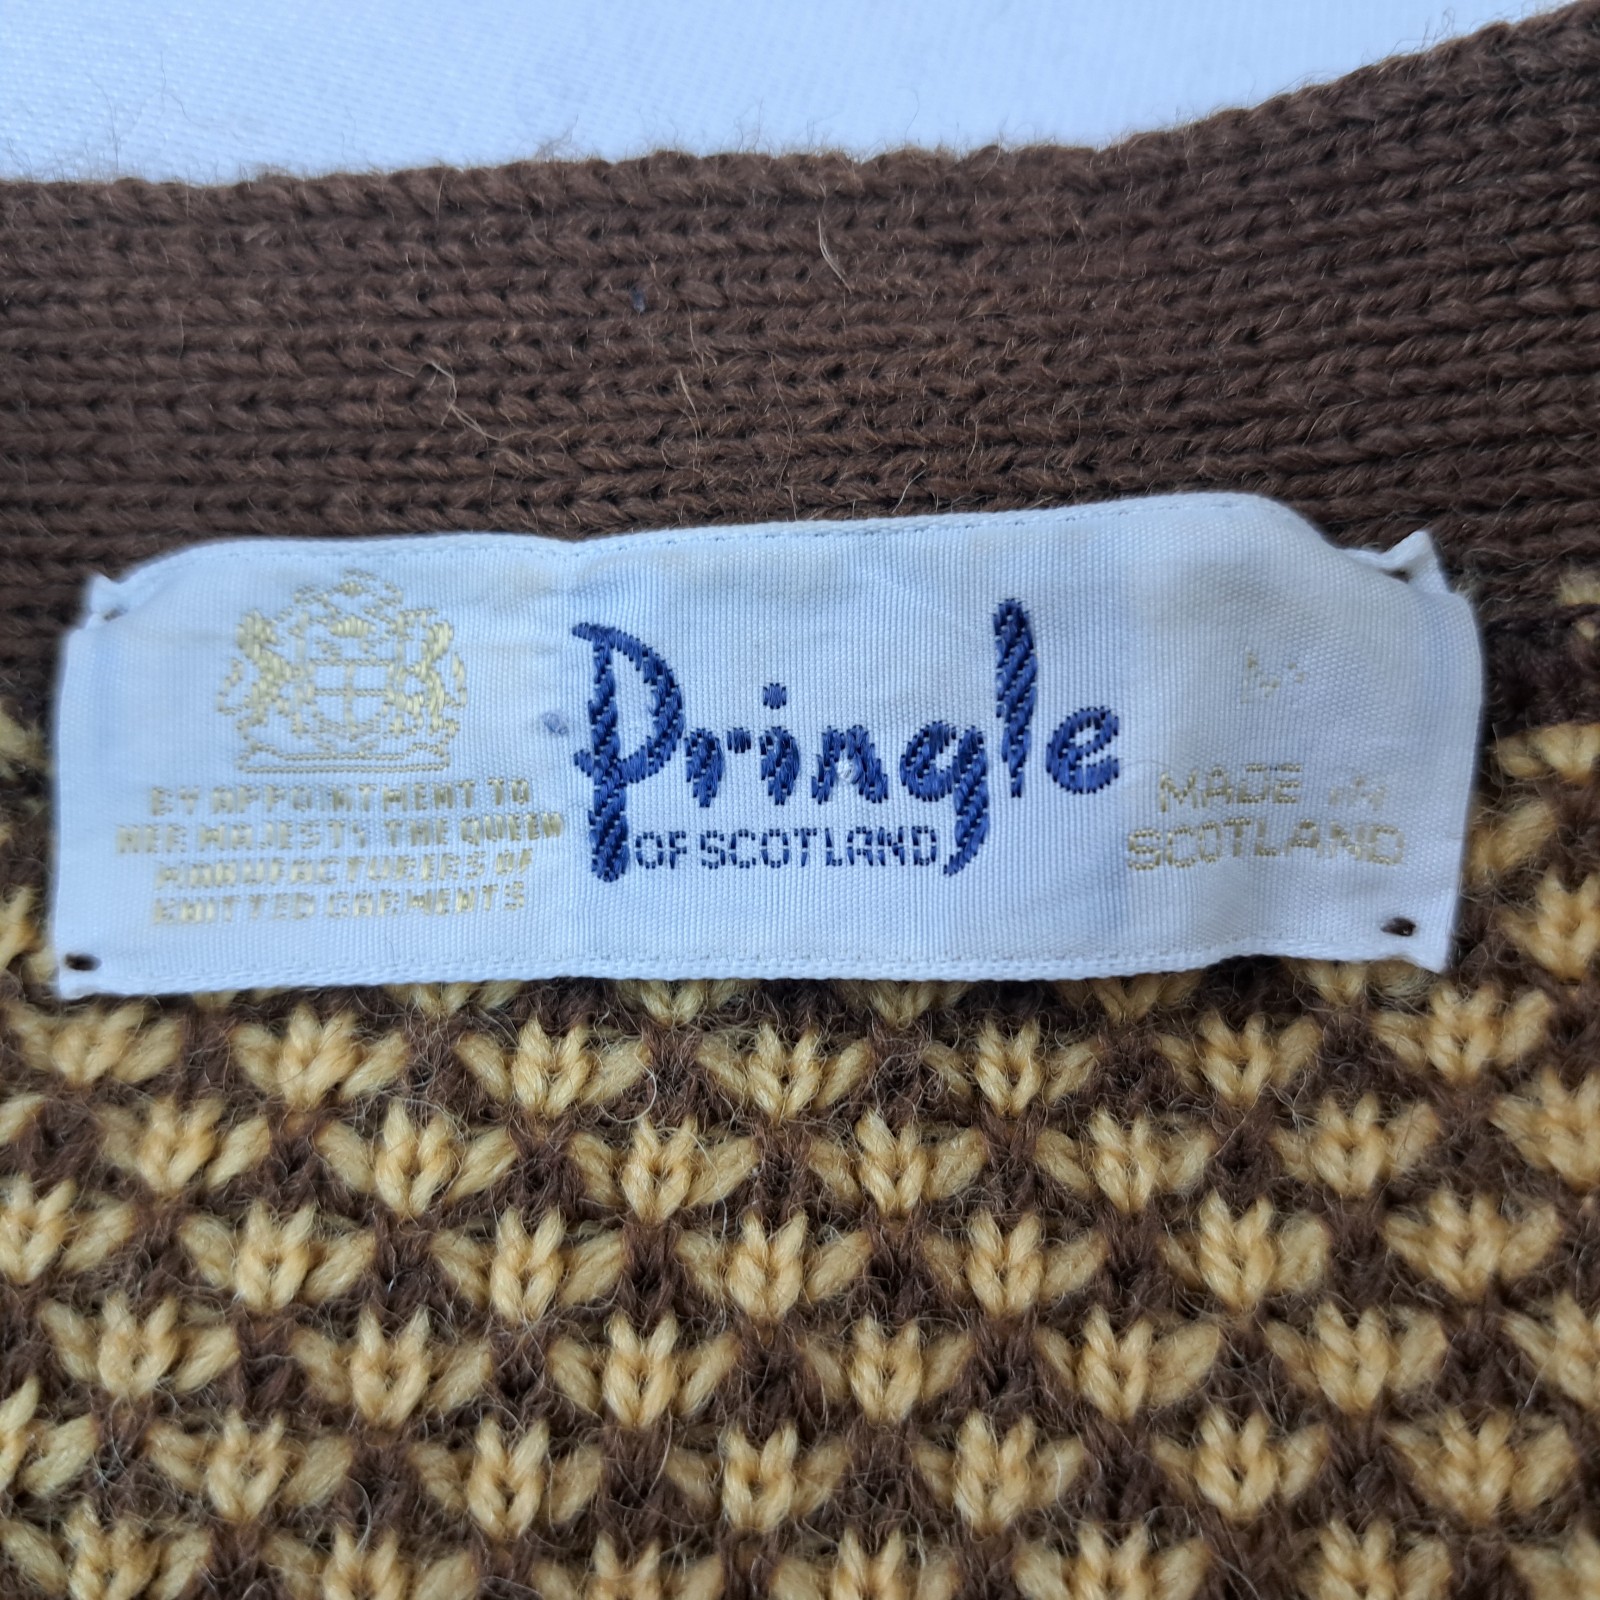 BY APPOINTMENT TO
HER MAJESTY THE QUEEN
MANUFACTURERS OF
KNITTED GARMENTS
Pringle
OF SCOTLAND
MADE IN
SCOTLAND